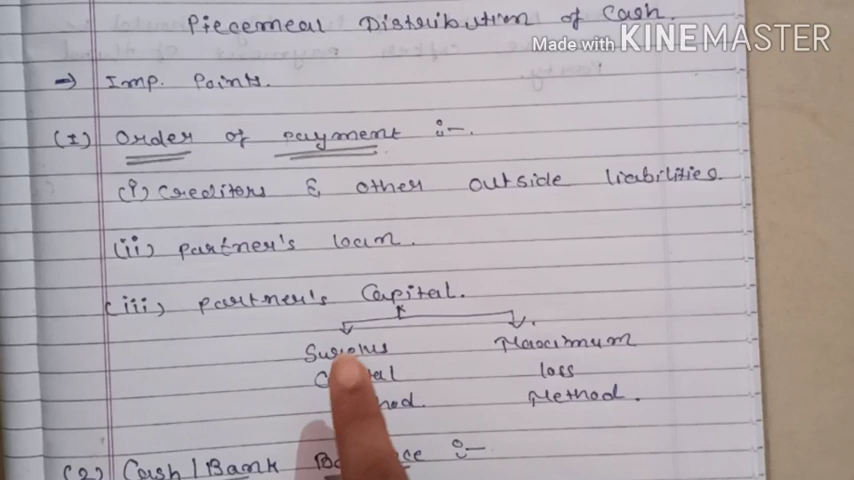 Piecemeal Distribution of Cash.
Made with KINEMASTER
→ Imp. Points.
(1) Order of payment :-
(i) Creditors & other outside liabilities.
(ii) partner's loan.
(iii) partner's Capital.
Surplus Maximum
loss
Method.
(2) Cash/Bank :-